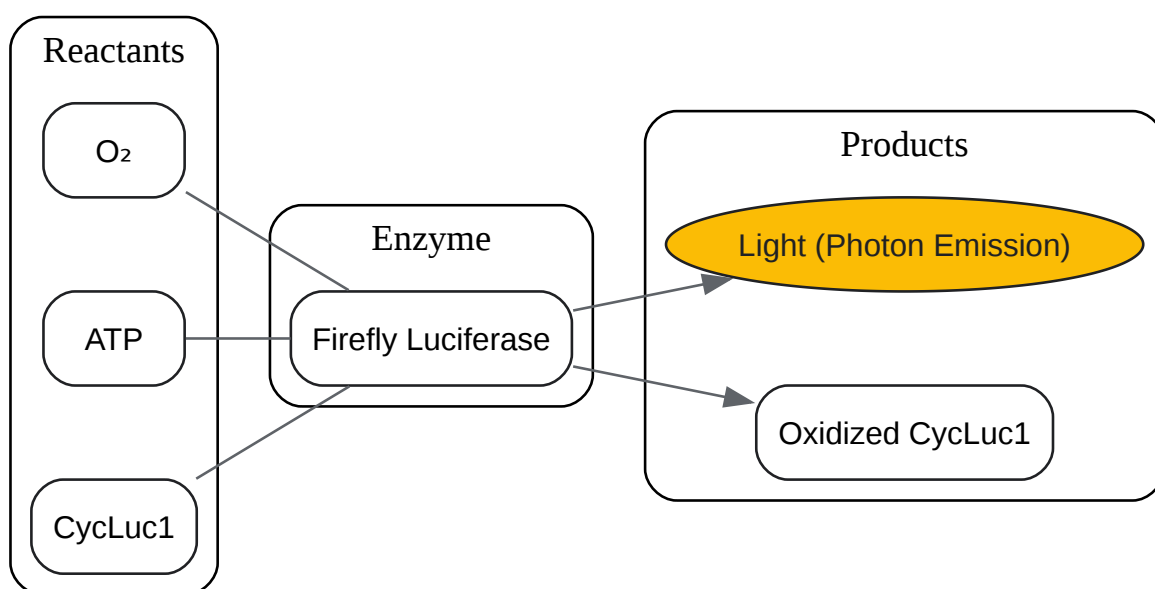 Reactants
O₂
ATP
CycLuc1
Enzyme
Firefly Luciferase
Products
Light (Photon Emission)
Oxidized CycLuc1